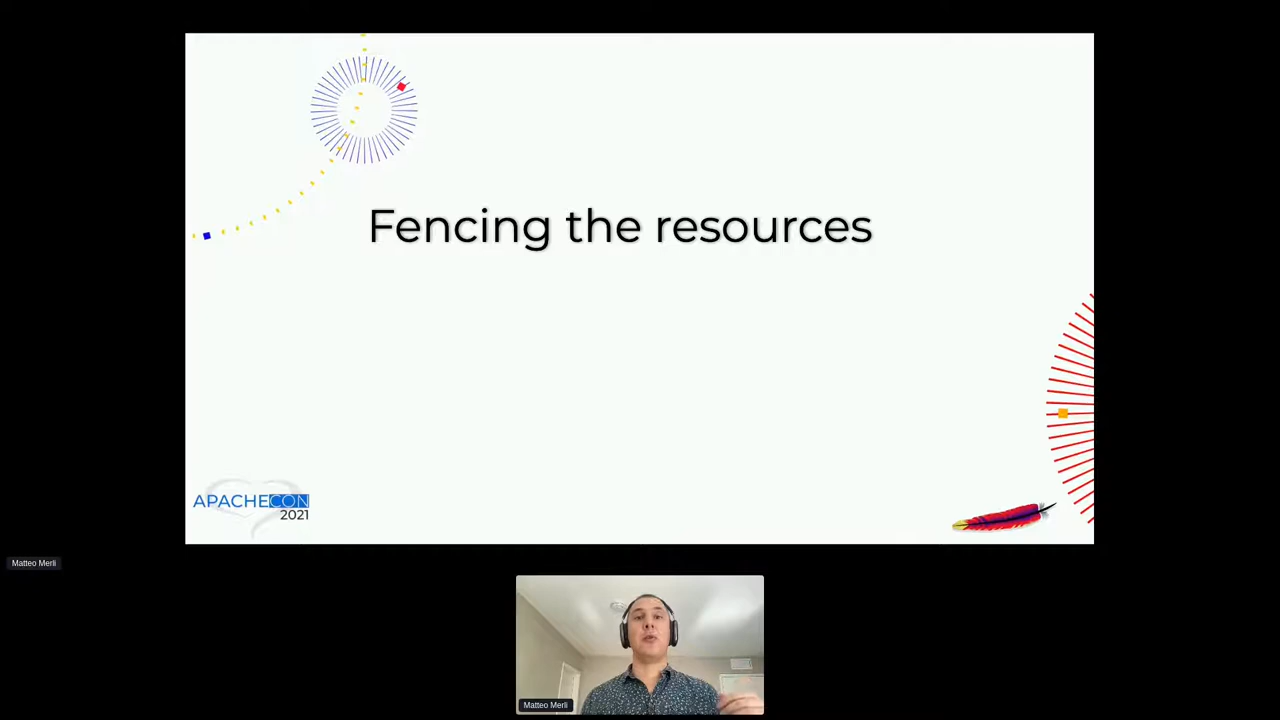 Fencing the resources
APACHECON
2021
Matteo Merli
Matteo Merli